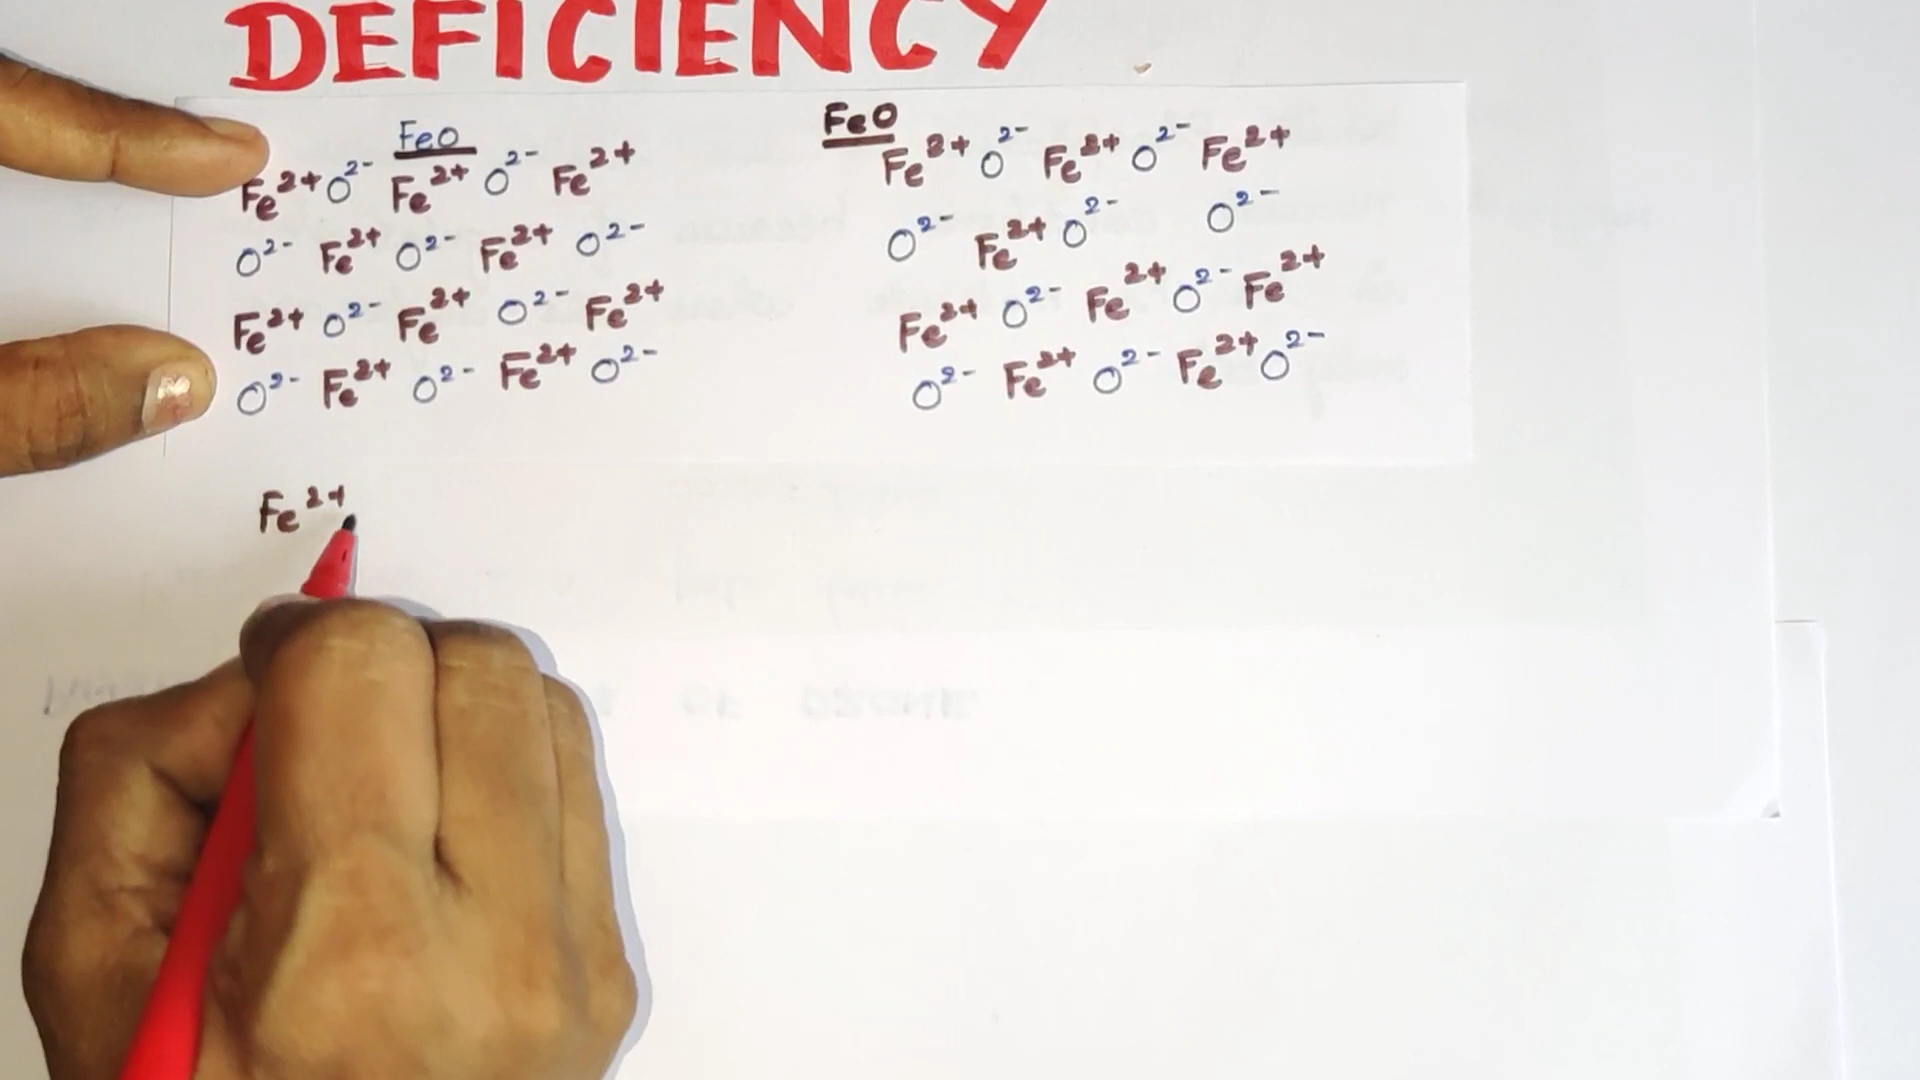 DEFICIENCY
FeO
Fe²⁺ O²⁻ Fe²⁺ O²⁻ Fe²⁺
O²⁻ Fe²⁺ O²⁻ Fe²⁺ O²⁻
Fe²⁺ O²⁻ Fe²⁺ O²⁻ Fe²⁺
O²⁻ Fe²⁺ O²⁻ Fe²⁺ O²⁻
FeO
Fe²⁺ O²⁻ Fe²⁺ O²⁻ Fe²⁺
O²⁻ Fe²⁺ O²⁻ O²⁻
Fe²⁺ O²⁻ Fe²⁺ O²⁻ Fe²⁺
O²⁻ Fe²⁺ O²⁻ Fe²⁺ O²⁻
Fe²⁺